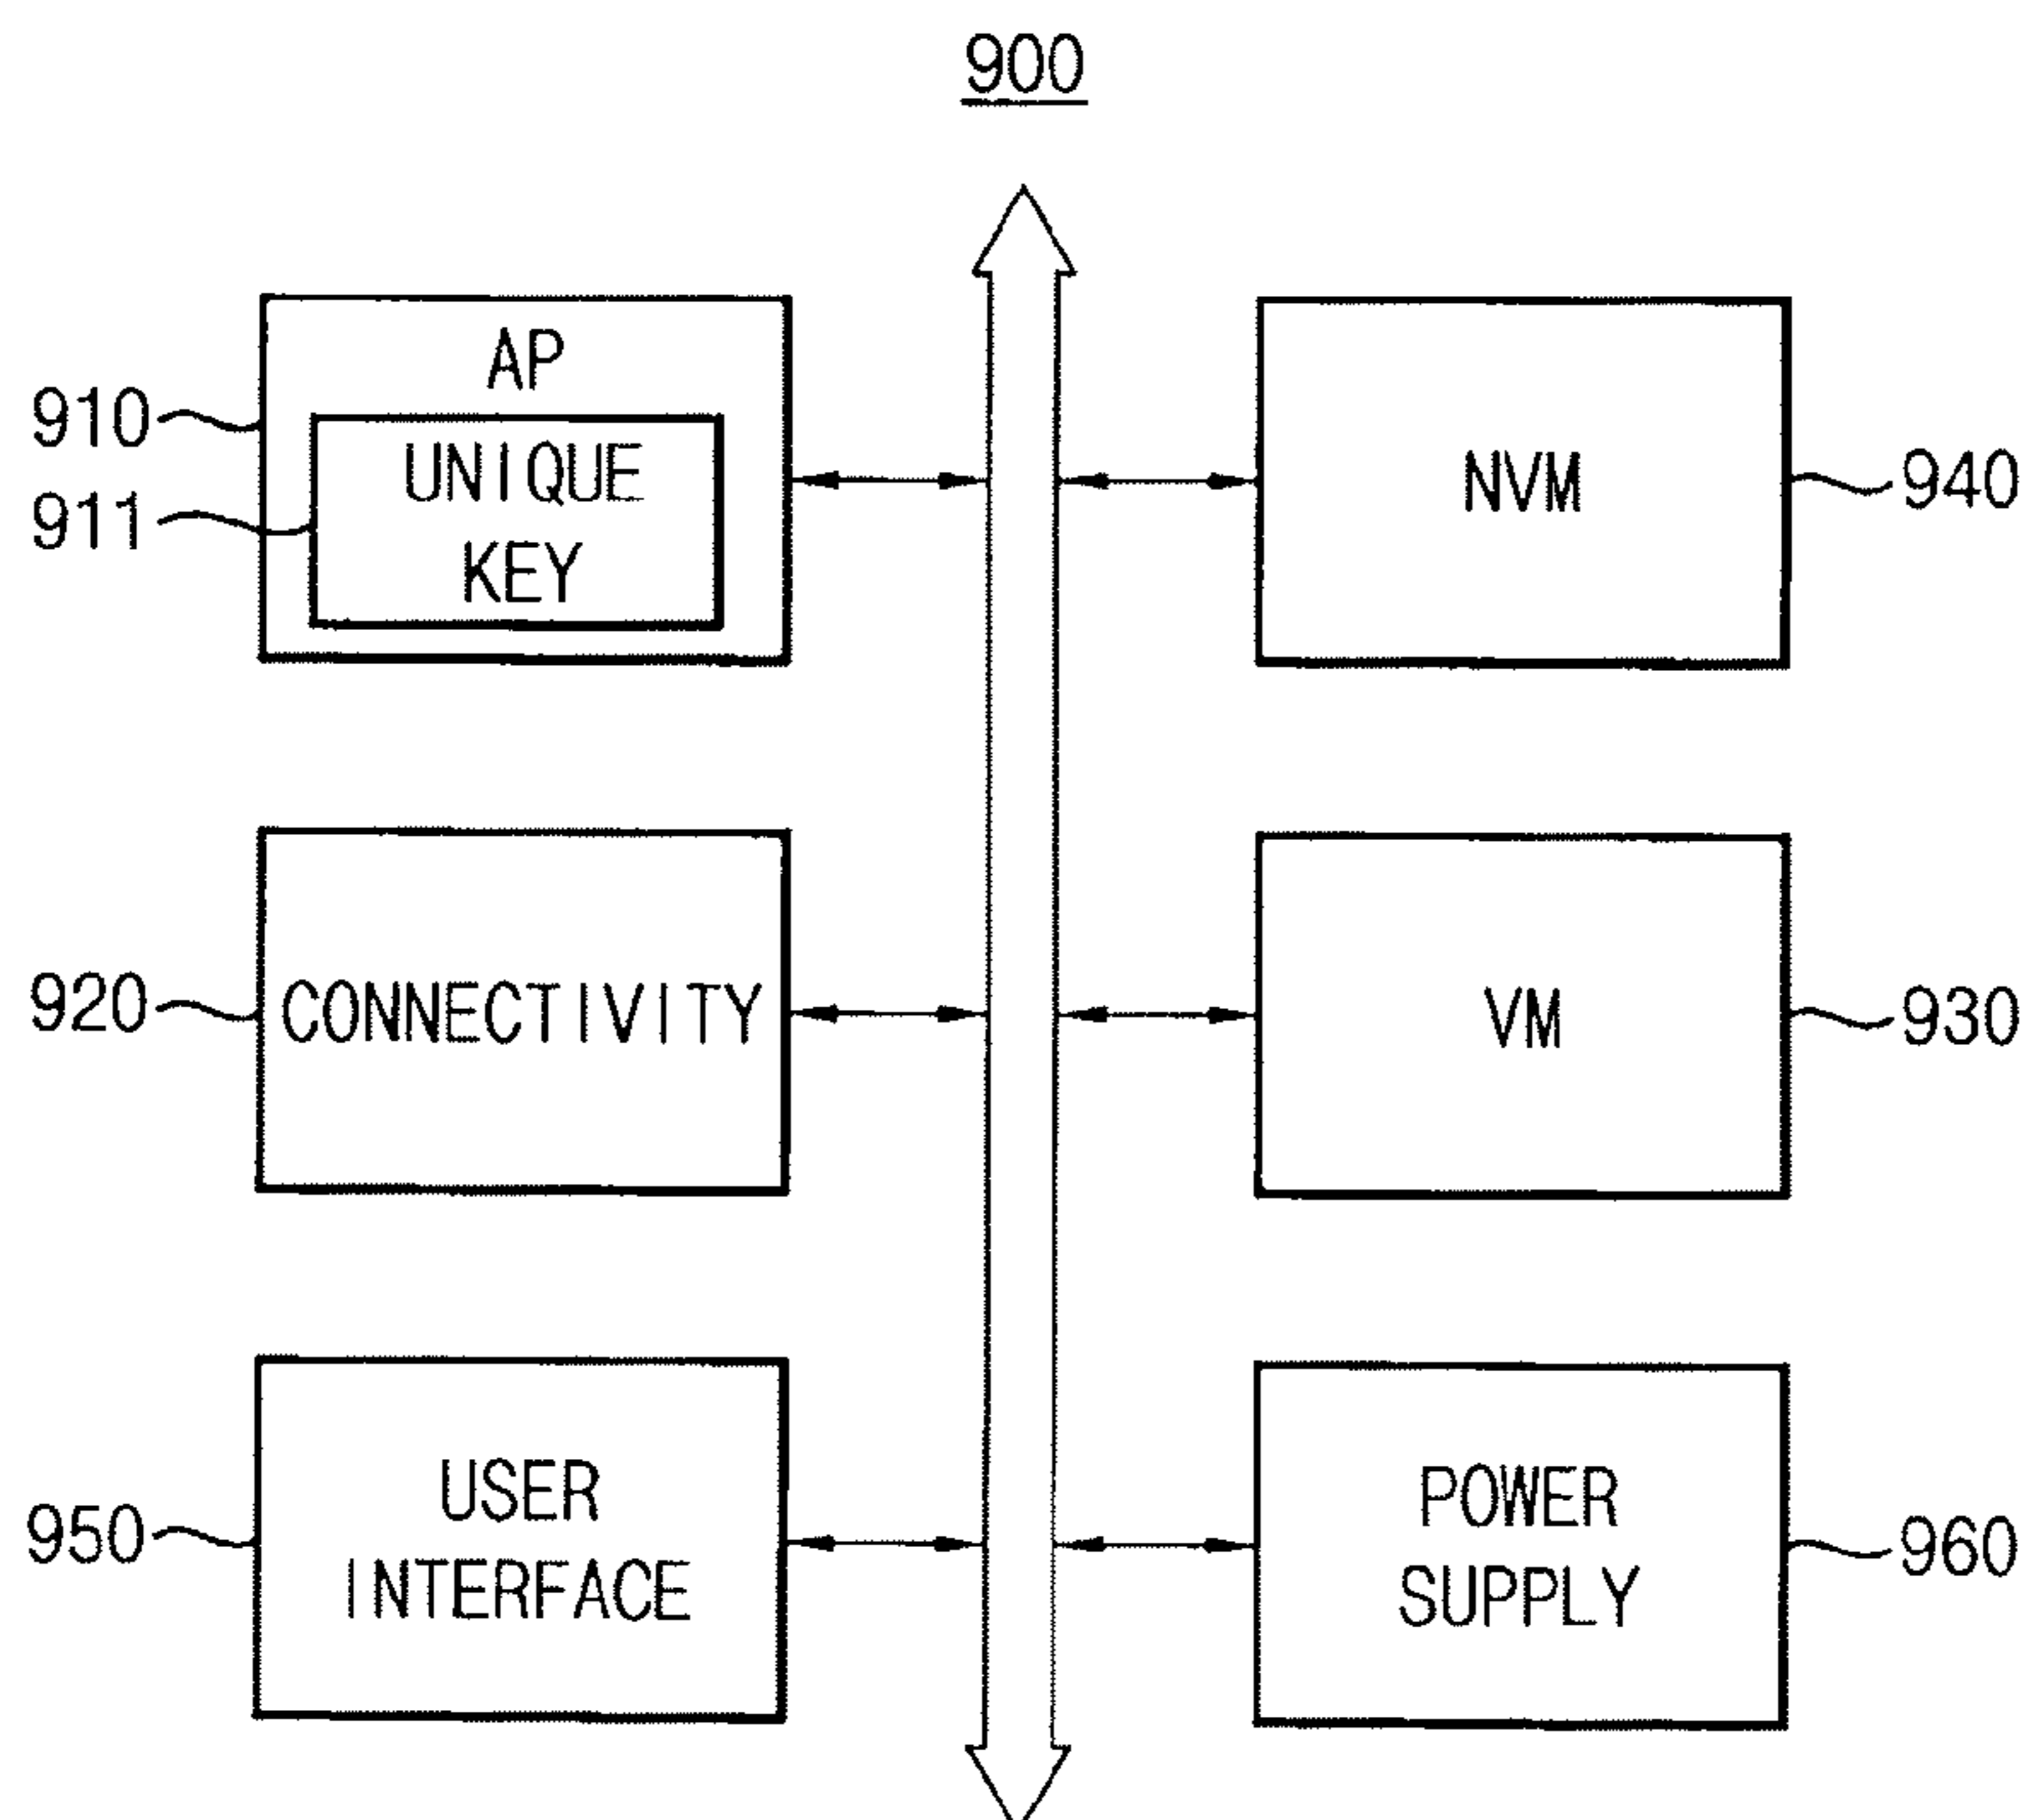 900
AP
910
UNIQUE
KEY
911
NVM
940
920
CONNECTIVITY
VM
930
950
USER
INTERFACE
POWER
SUPPLY
960